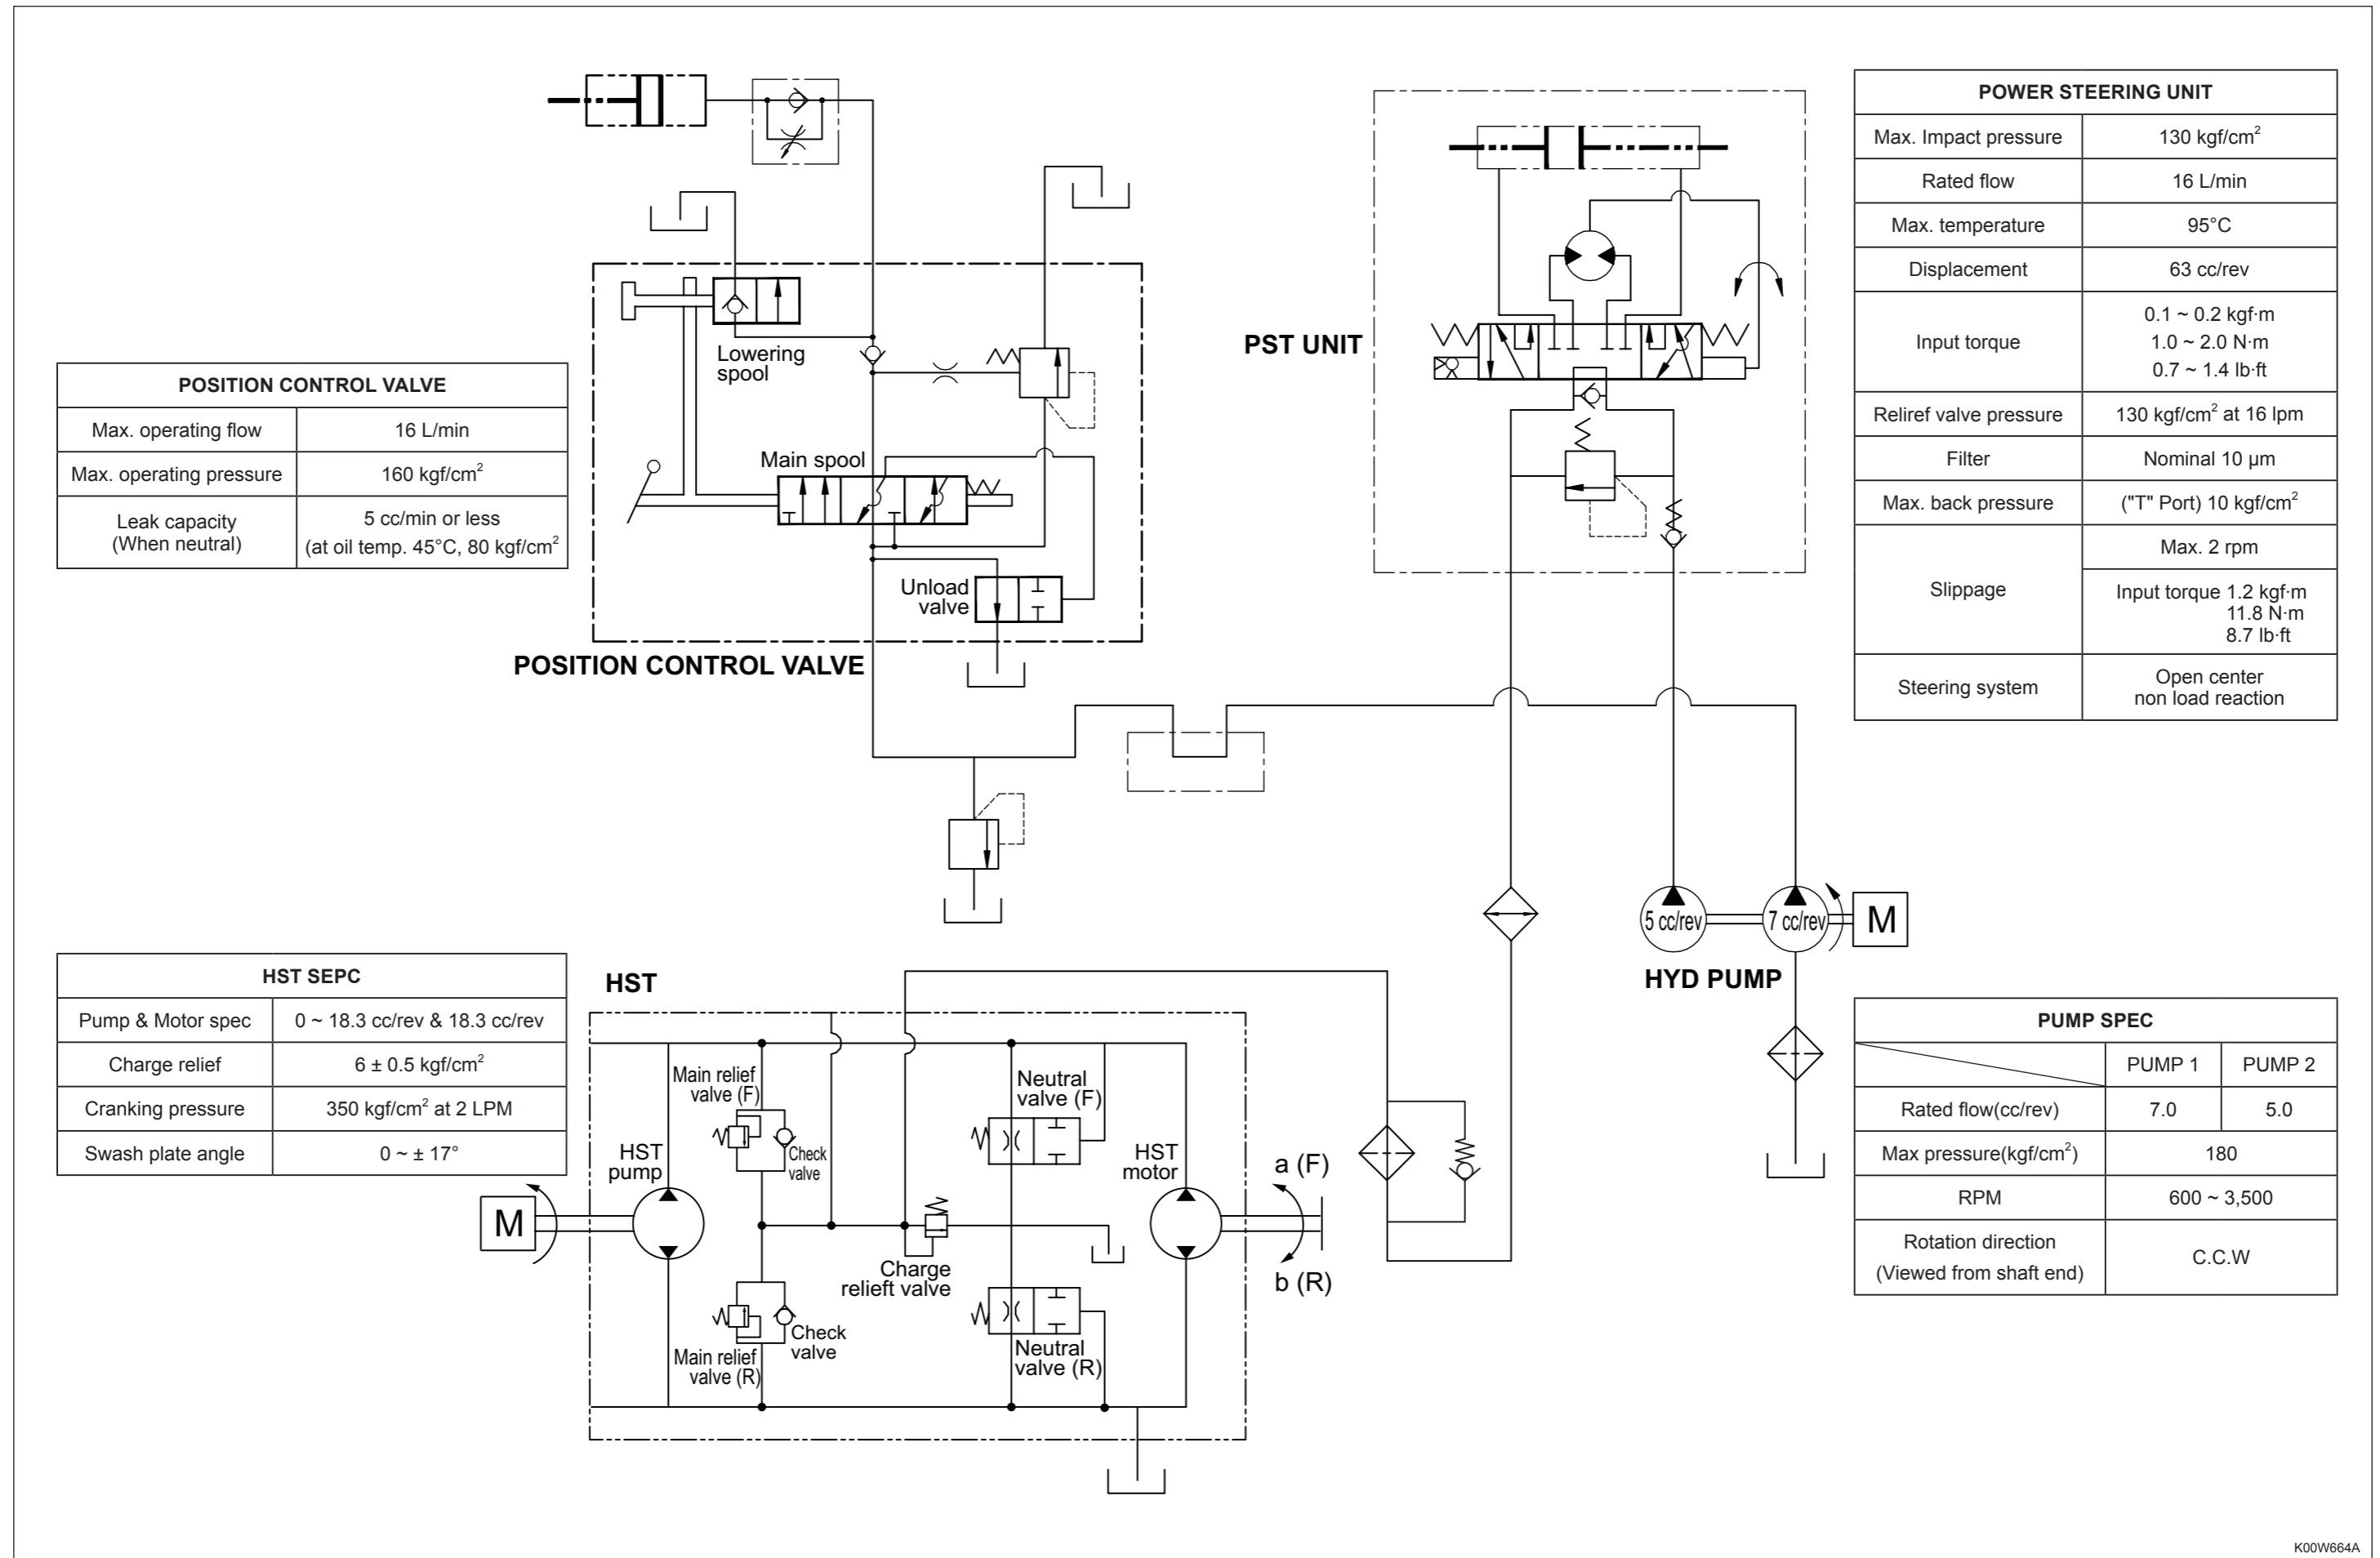 POWER STEERING UNIT
Max. Impact pressure 130 kgf/cm²
Rated flow 16 L/min
Max. temperature 95°C
Displacement 63 cc/rev
Input torque 0.1 ~ 0.2 kgf·m
1.0 ~ 2.0 N·m
0.7 ~ 1.4 lb·ft
Reliref valve pressure 130 kgf/cm² at 16 lpm
Filter Nominal 10 µm
Max. back pressure ("T" Port) 10 kgf/cm²
Slippage Max. 2 rpm
Input torque 1.2 kgf·m
11.8 N·m
8.7 lb·ft
Steering system Open center
non load reaction
PST UNIT
Lowering
spool
Main spool
Unload
valve
POSITION CONTROL VALVE
POSITION CONTROL VALVE
Max. operating flow 16 L/min
Max. operating pressure 160 kgf/cm²
Leak capacity
(When neutral)
5 cc/min or less
(at oil temp. 45°C, 80 kgf/cm²
5 cc/rev
7 cc/rev
M
HYD PUMP
HST SEPC
Pump & Motor spec 0 ~ 18.3 cc/rev & 18.3 cc/rev
Charge relief 6 ± 0.5 kgf/cm²
Cranking pressure 350 kgf/cm² at 2 LPM
Swash plate angle 0 ~ ± 17°
HST
Main relief
valve (F)
Check
valve
HST
pump
M
Neutral
valve (F)
HST
motor
a (F)
b (R)
Charge
relieft valve
Check
valve
Main relief
valve (R)
Neutral
valve (R)
PUMP SPEC
PUMP 1 PUMP 2
Rated flow(cc/rev) 7.0 5.0
Max pressure(kgf/cm²) 180
RPM 600 ~ 3,500
Rotation direction
(Viewed from shaft end)
C.C.W
K00W664A